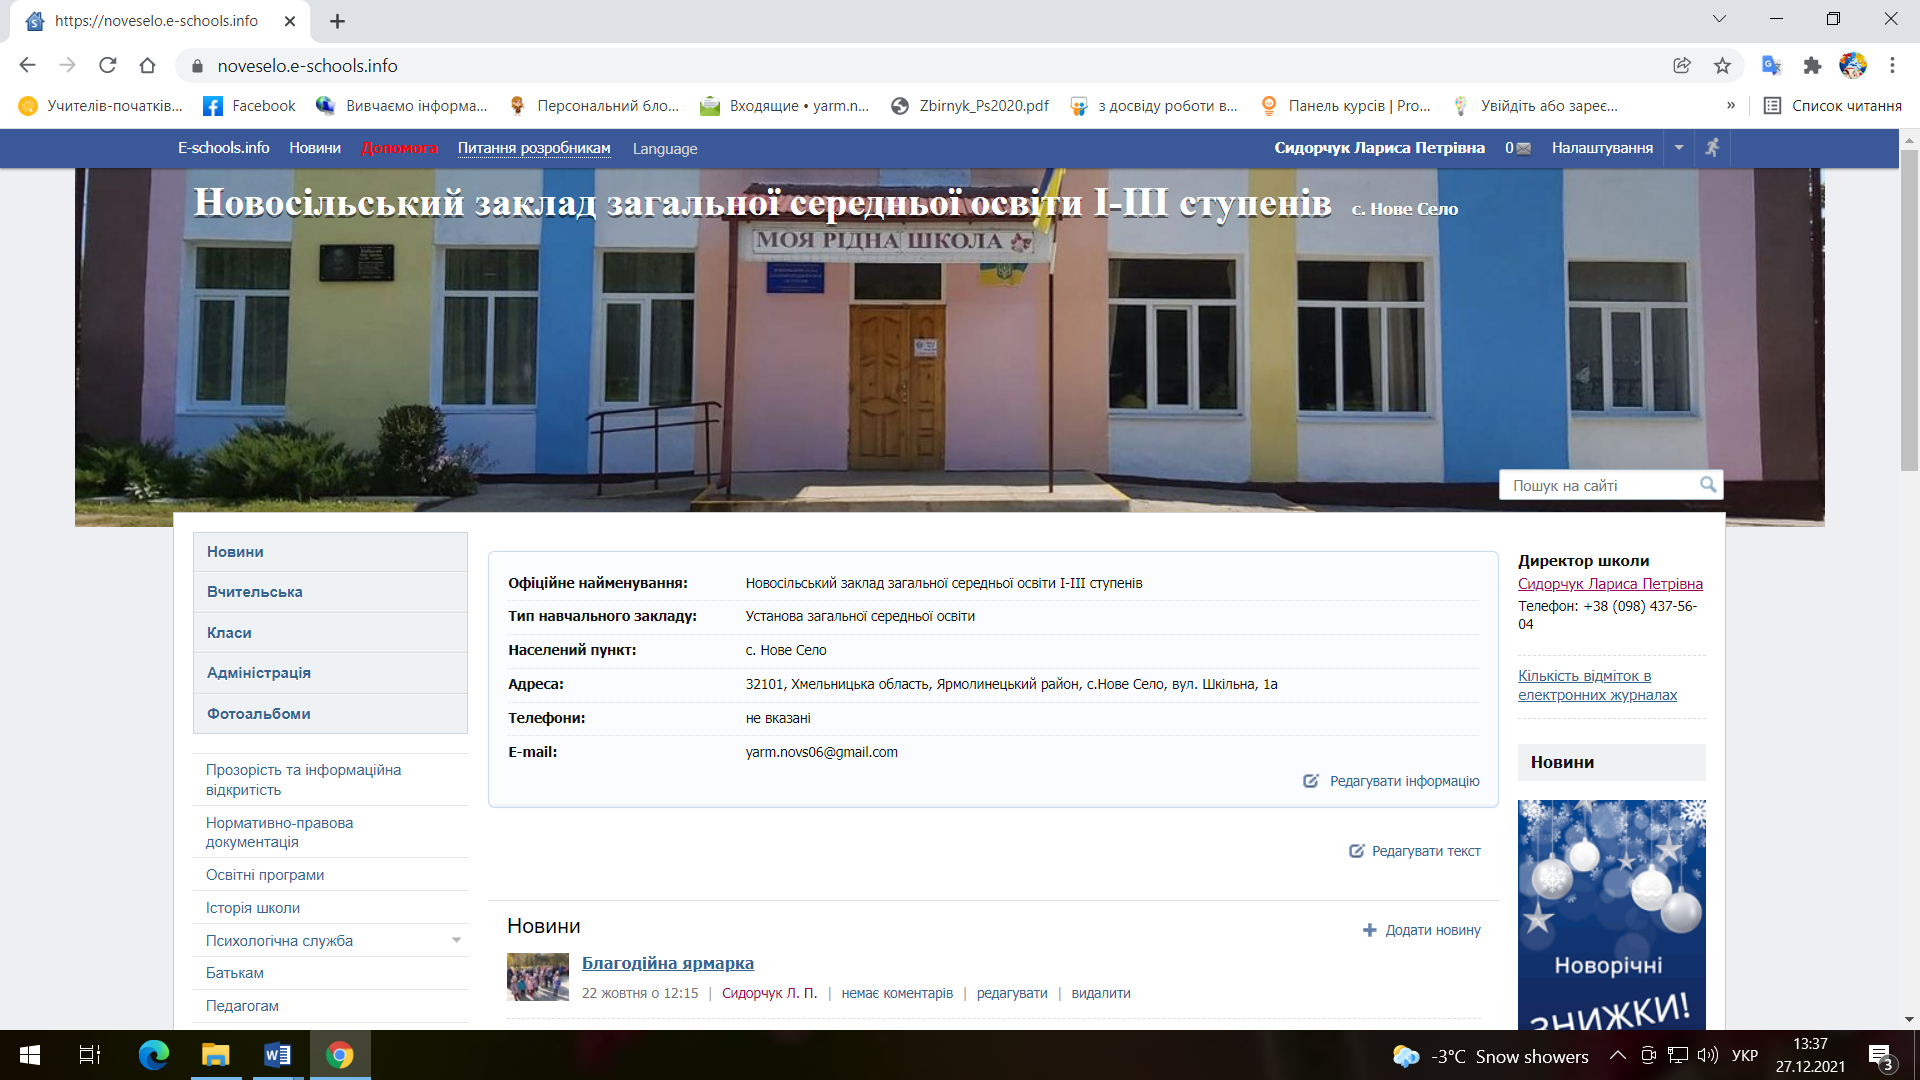 https://noveselo.e-schools.info
noveselo.e-schools.info
Учителів-початків...
Facebook
Вивчаємо інформа...
Персональний бло...
Входящие • yarm.n...
Zbirnyk_Ps2020.pdf
з досвіду роботи в...
Панель курсів | Pro...
Увійдіть або зареє...
»
Список читання
E-schools.info
Новини
Допомога
Питання розробникам
Language
Сидорчук Лариса Петрівна
0
Налаштування
Новосільський заклад загальної середньої освіти І-ІІІ ступенів с. Нове Село
МОЯ РІДНА ШКОЛА
Пошук на сайті
Новини
Вчительська
Класи
Адміністрація
Фотоальбоми
Прозорість та інформаційна
відкритість
Нормативно-правова
документація
Освітні програми
Історія школи
Психологічна служба
Батькам
Педагогам
Офіційне найменування: Новосільський заклад загальної середньої освіти І-ІІІ ступенів
Тип навчального закладу: Установа загальної середньої освіти
Населений пункт: с. Нове Село
Адреса: 32101, Хмельницька область, Ярмолинецький район, с.Нове Село, вул. Шкільна, 1а
Телефони: не вказані
E-mail: yarm.novs06@gmail.com
Редагувати інформацію
Редагувати текст
Новини
Додати новину
Благодійна ярмарка
22 жовтня о 12:15 | Сидорчук Л. П. | немає коментарів | редагувати | видалити
Директор школи
Сидорчук Лариса Петрівна
Телефон: +38 (098) 437-56-
04
Кількість відміток в
електронних журналах
Новини
Новорічні
ЗНИЖКИ!
-3°C Snow showers
УКР
13:37
27.12.2021
3